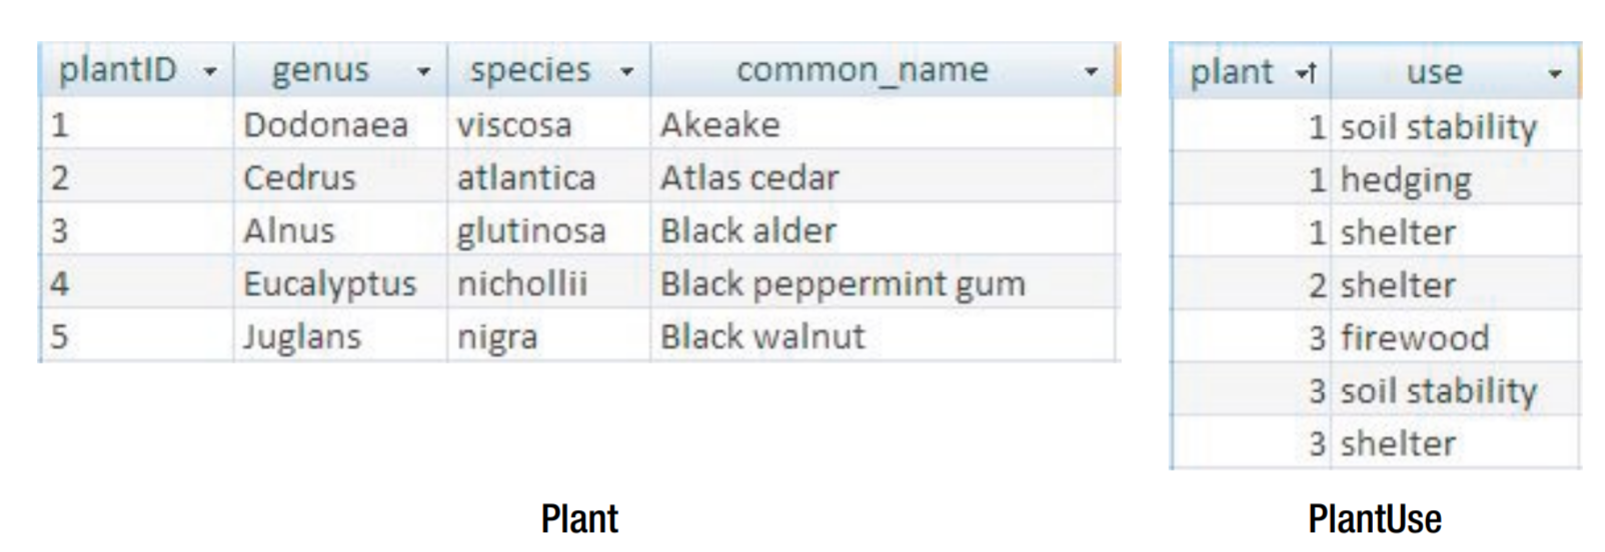 plantID genus species common_name
1 Dodonaea viscosa Akeake
2 Cedrus atlantica Atlas cedar
3 Alnus glutinosa Black alder
4 Eucalyptus nichollii Black peppermint gum
5 Juglans nigra Black walnut
Plant
plant use
1 soil stability
1 hedging
1 shelter
2 shelter
3 firewood
3 soil stability
3 shelter
PlantUse